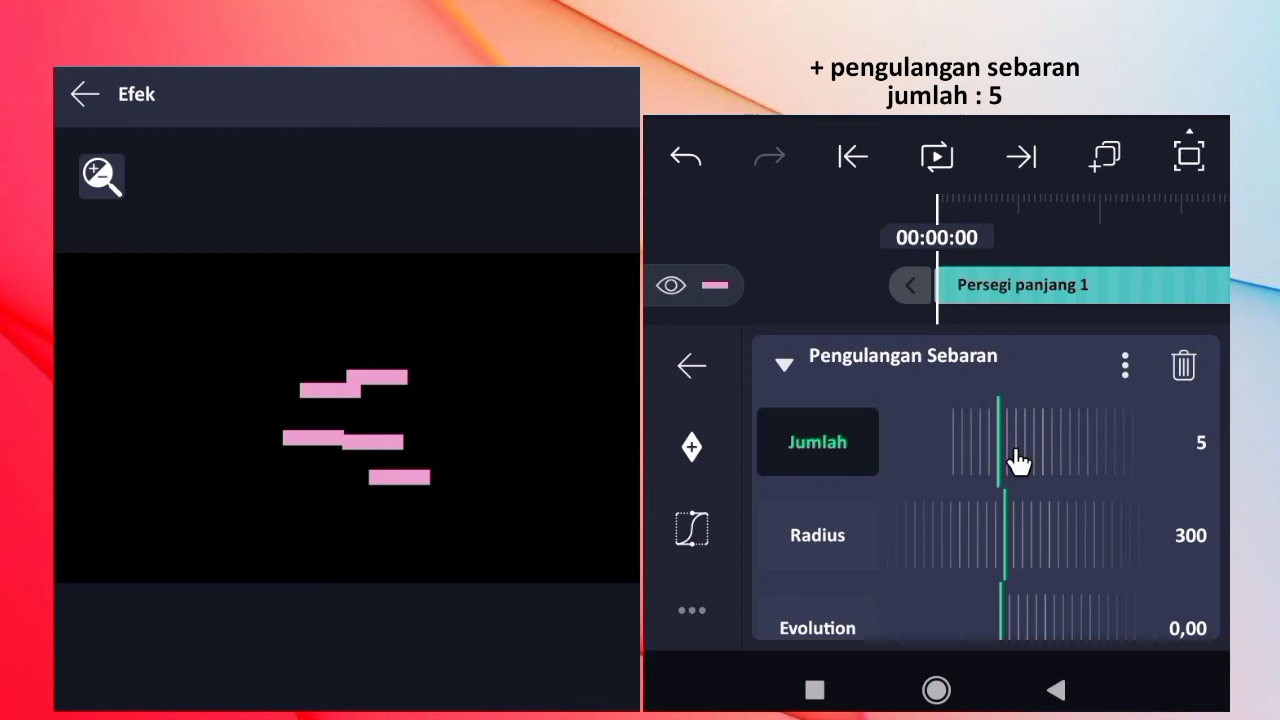 + pengulangan sebaran
jumlah : 5
Efek
00:00:00
Persegi panjang 1
Pengulangan Sebaran
Jumlah
5
Radius
300
Evolution
0,00